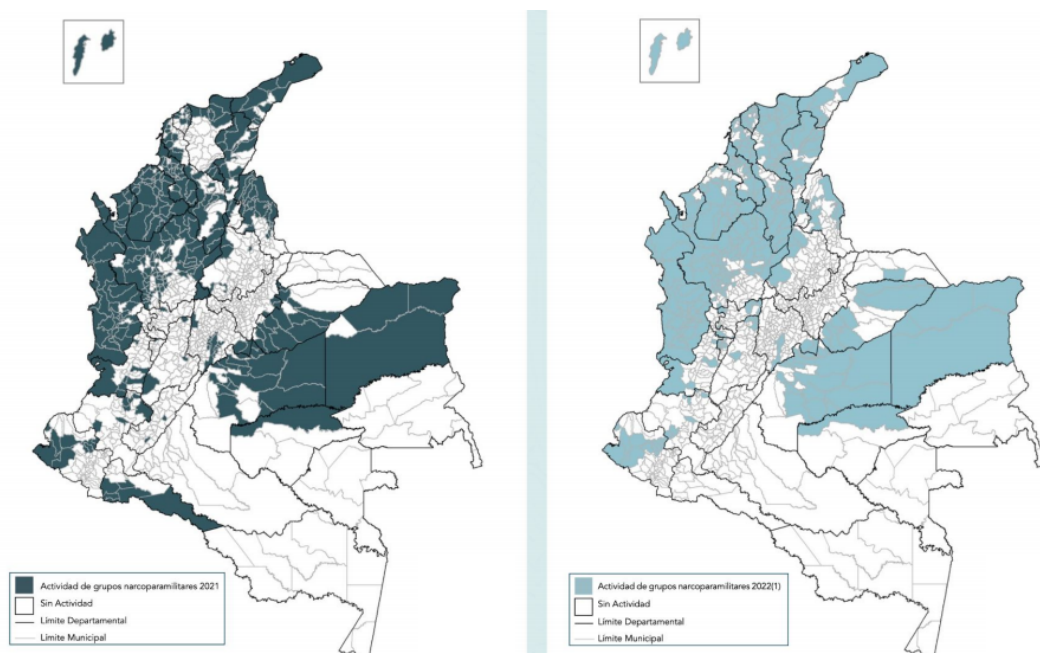 Actividad de grupos narcoparamilitares 2021
Sin Actividad
Límite Departamental
Límite Municipal
Actividad de grupos narcoparamilitares 2022(1)
Sin Actividad
Límite Departamental
Límite Municipal